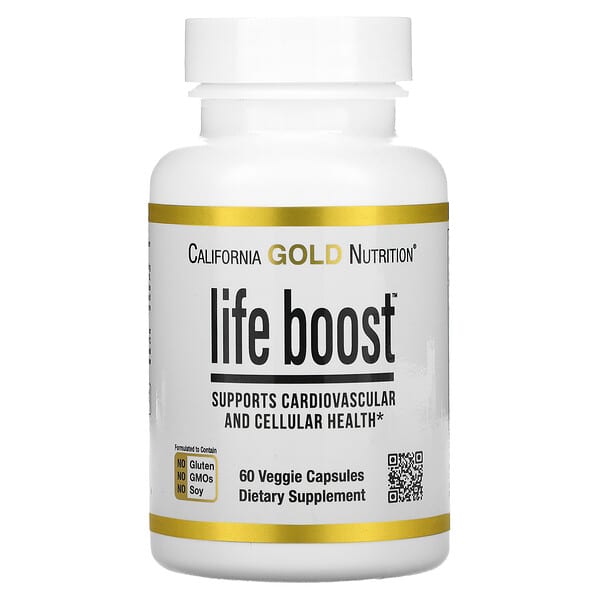 CALIFORNIA GOLD NUTRITION®
life boost™
SUPPORTS CARDIOVASCULAR
AND CELLULAR HEALTH*
Formulated to Contain
NO Gluten
NO GMOs
NO Soy
60 Veggie Capsules
Dietary Supplement